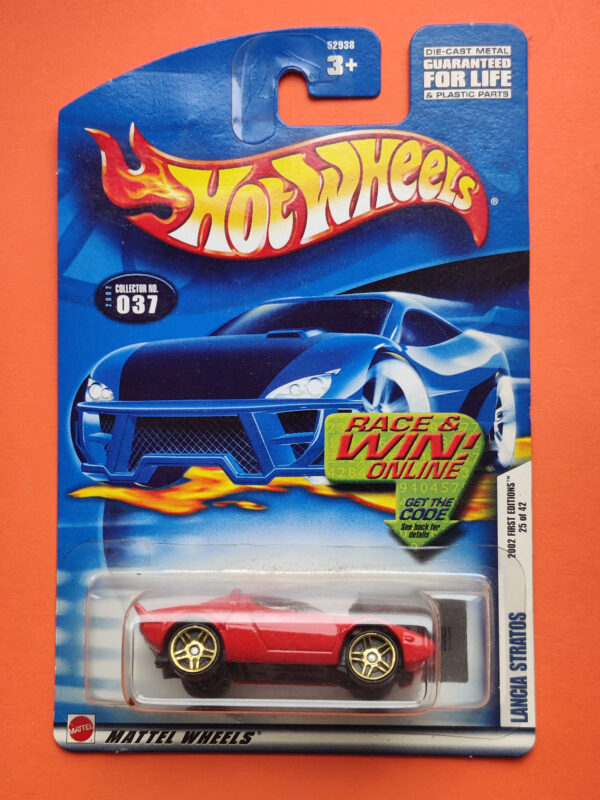 52938
3+
DIE-CAST METAL
GUARANTEED
FOR LIFE
& PLASTIC PARTS
HOT WHEELS®
2002
COLLECTOR NO.
037
RACE &
WIN!
ONLINE
GET THE
CODE
See back for
details
2002 FIRST EDITIONS™
25 of 42
LANCIA STRATOS
MATTEL
MATTEL WHEELS®